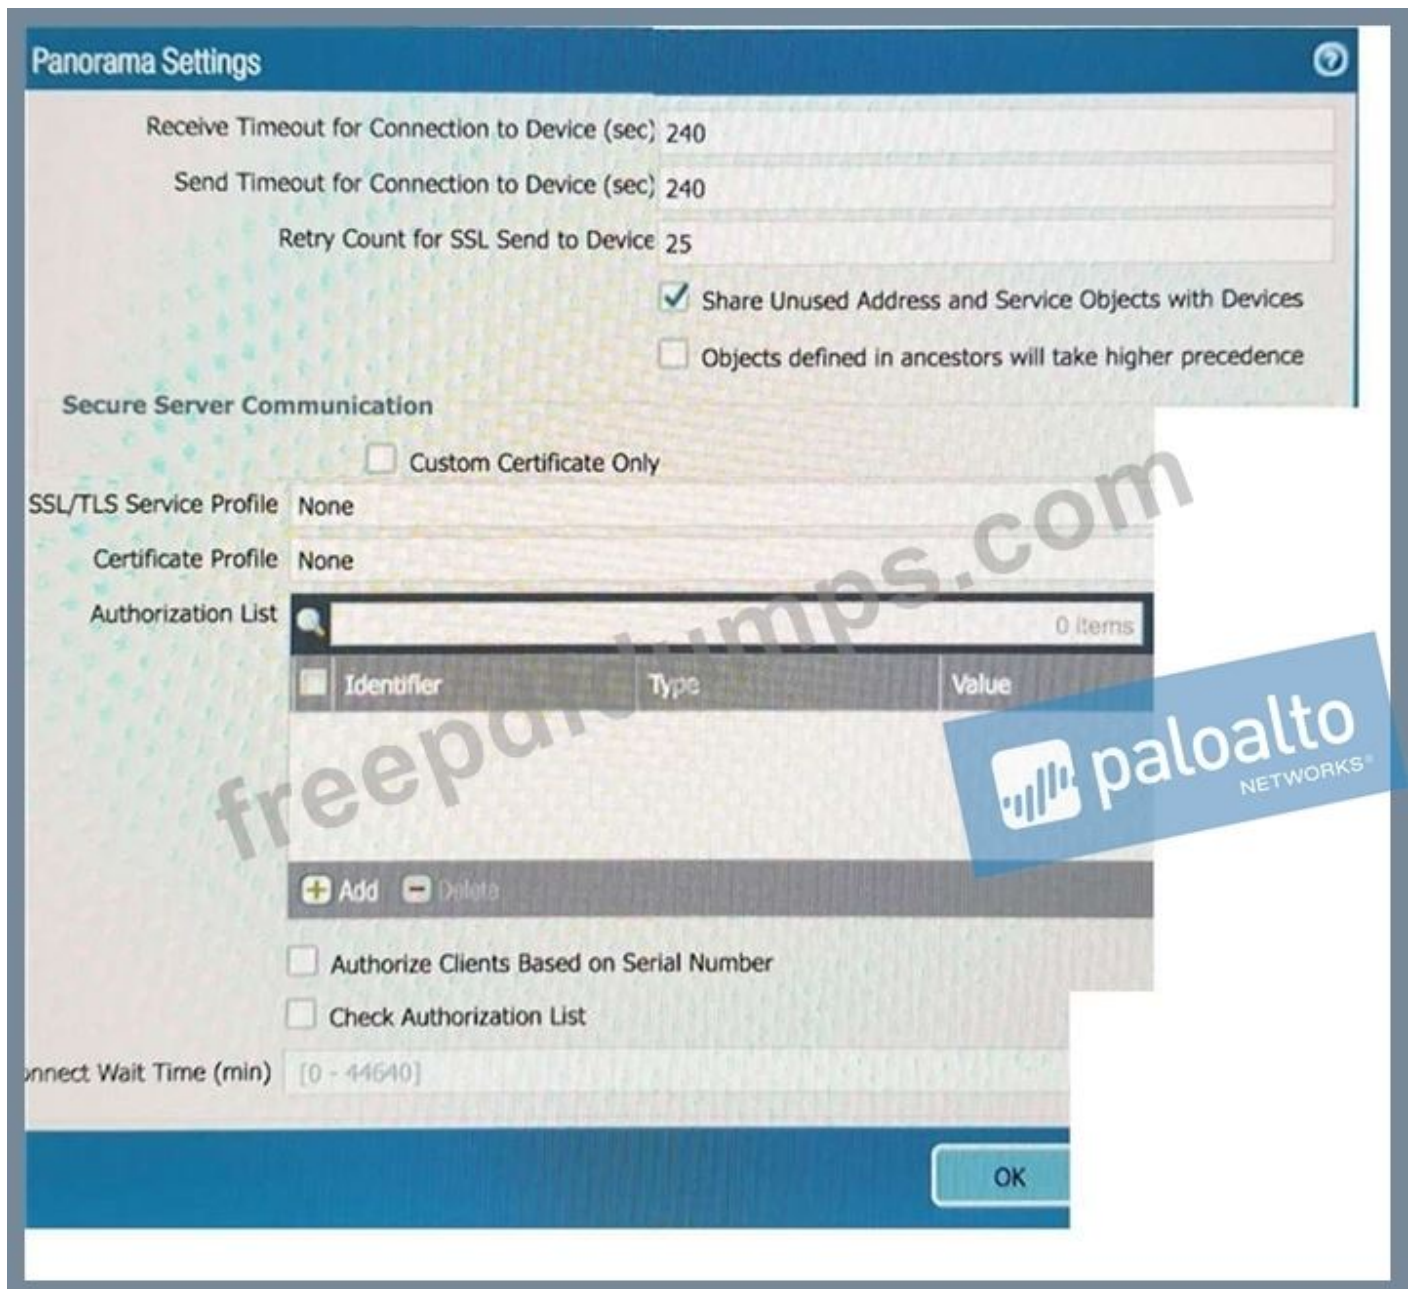 Panorama Settings
Receive Timeout for Connection to Device (sec) 240
Send Timeout for Connection to Device (sec) 240
Retry Count for SSL Send to Device 25
Share Unused Address and Service Objects with Devices
Objects defined in ancestors will take higher precedence
Secure Server Communication
Custom Certificate Only
SSL/TLS Service Profile None
Certificate Profile None
Authorization List
0 items
Identifier Type Value
freepdfdumps.com
paloalto
NETWORKS®
Add Delete
Authorize Clients Based on Serial Number
Check Authorization List
onnect Wait Time (min) [0 - 44640]
OK